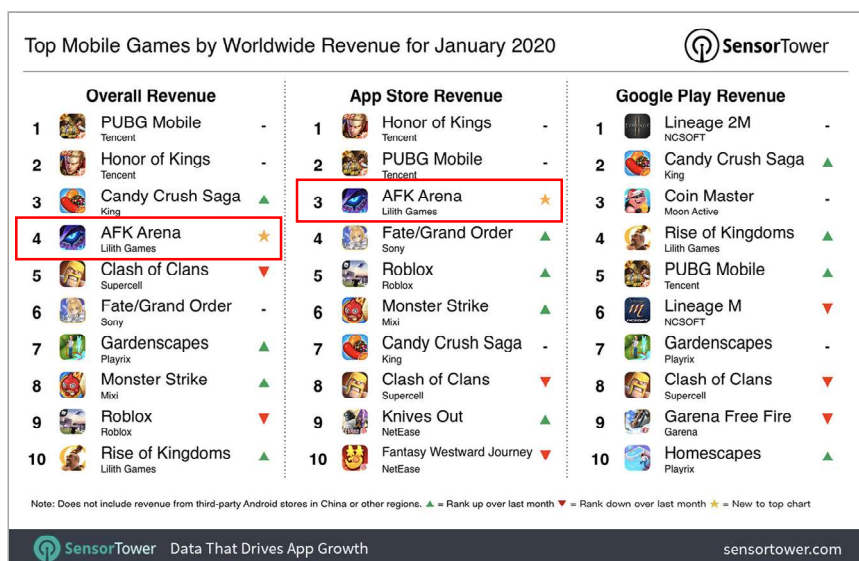 Top Mobile Games by Worldwide Revenue for January 2020
SensorTower
Overall Revenue
1 PUBG Mobile -
Tencent
2 Honor of Kings -
Tencent
3 Candy Crush Saga ▲
King
4 AFK Arena ★
Lilith Games
5 Clash of Clans ▼
Supercell
6 Fate/Grand Order -
Sony
7 Gardenscapes ▲
Playrix
8 Monster Strike ▲
Mixi
9 Roblox ▼
Roblox
10 Rise of Kingdoms ▲
Lilith Games
App Store Revenue
1 Honor of Kings -
Tencent
2 PUBG Mobile -
Tencent
3 AFK Arena ★
Lilith Games
4 Fate/Grand Order ▲
Sony
5 Roblox ▲
Roblox
6 Monster Strike ▲
Mixi
7 Candy Crush Saga -
King
8 Clash of Clans ▼
Supercell
9 Knives Out ▲
NetEase
10 Fantasy Westward Journey ▼
NetEase
Google Play Revenue
1 Lineage 2M -
NCSOFT
2 Candy Crush Saga ▲
King
3 Coin Master -
Moon Active
4 Rise of Kingdoms ▲
Lilith Games
5 PUBG Mobile ▲
Tencent
6 Lineage M ▼
NCSOFT
7 Gardenscapes -
Playrix
8 Clash of Clans ▼
Supercell
9 Garena Free Fire ▼
Garena
10 Homescapes ▲
Playrix
Note: Does not include revenue from third-party Android stores in China or other regions. ▲ = Rank up over last month ▼ = Rank down over last month ★ = New to top chart
SensorTower Data That Drives App Growth
sensortower.com